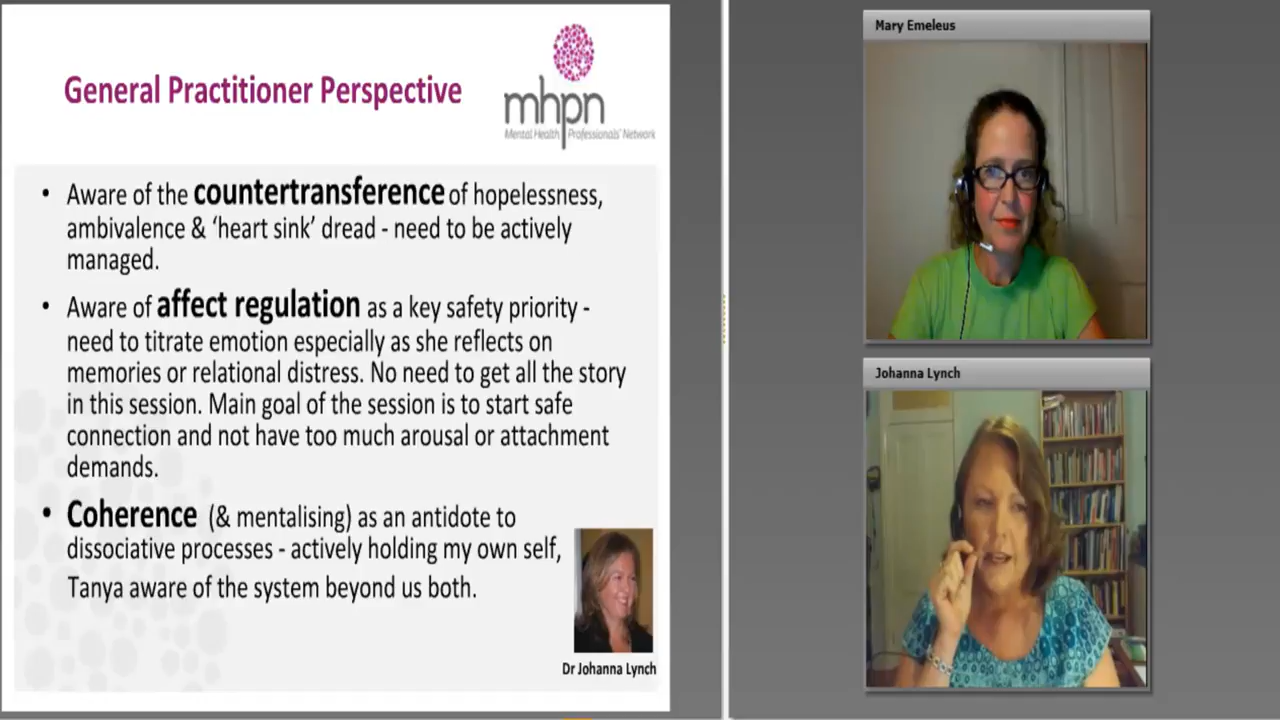 General Practitioner Perspective
mhpn
Mental Health Professionals' Network
• Aware of the countertransference of hopelessness,
ambivalence & 'heart sink' dread - need to be actively
managed.
• Aware of affect regulation as a key safety priority -
need to titrate emotion especially as she reflects on
memories or relational distress. No need to get all the story
in this session. Main goal of the session is to start safe
connection and not have too much arousal or attachment
demands.
• Coherence (& mentalising) as an antidote to
dissociative processes - actively holding my own self,
Tanya aware of the system beyond us both.
Dr Johanna Lynch
Mary Emeleus
Johanna Lynch